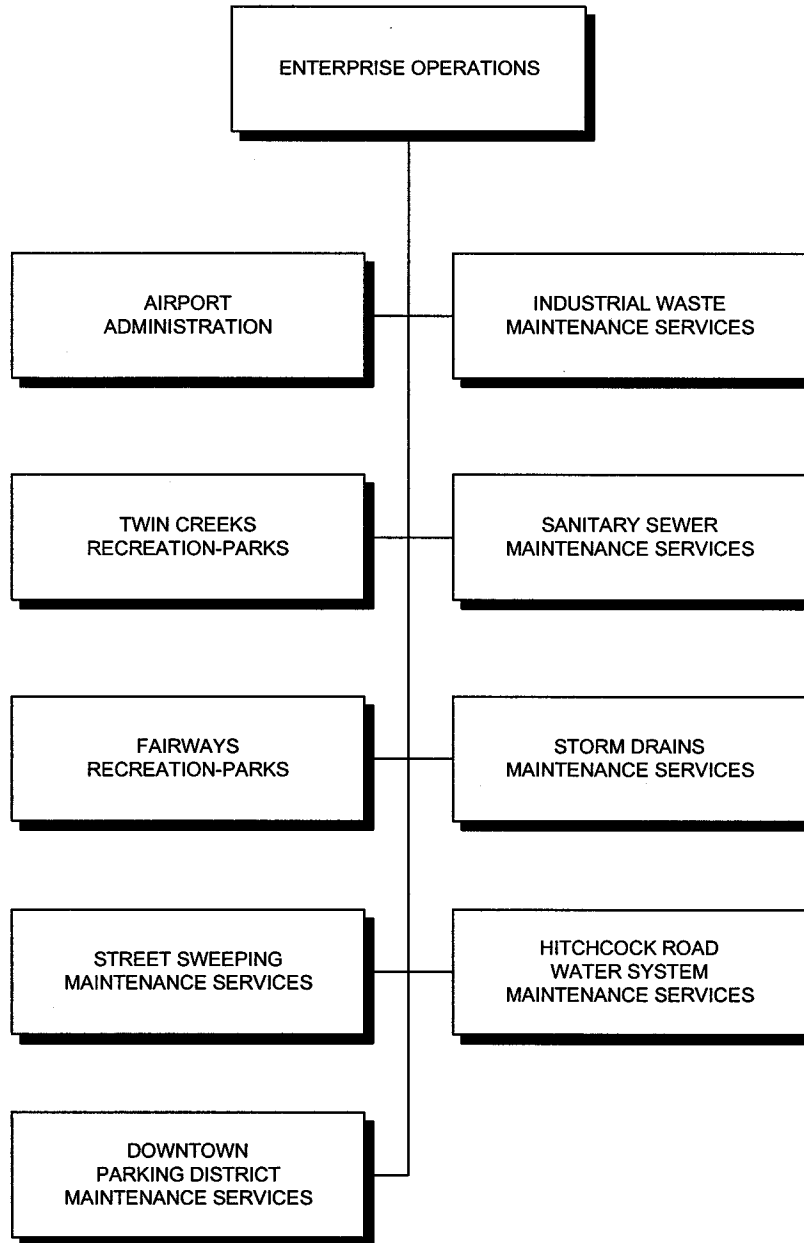 ENTERPRISE OPERATIONS
AIRPORT
ADMINISTRATION
INDUSTRIAL WASTE
MAINTENANCE SERVICES
TWIN CREEKS
RECREATION-PARKS
SANITARY SEWER
MAINTENANCE SERVICES
FAIRWAYS
RECREATION-PARKS
STORM DRAINS
MAINTENANCE SERVICES
STREET SWEEPING
MAINTENANCE SERVICES
HITCHCOCK ROAD
WATER SYSTEM
MAINTENANCE SERVICES
DOWNTOWN
PARKING DISTRICT
MAINTENANCE SERVICES